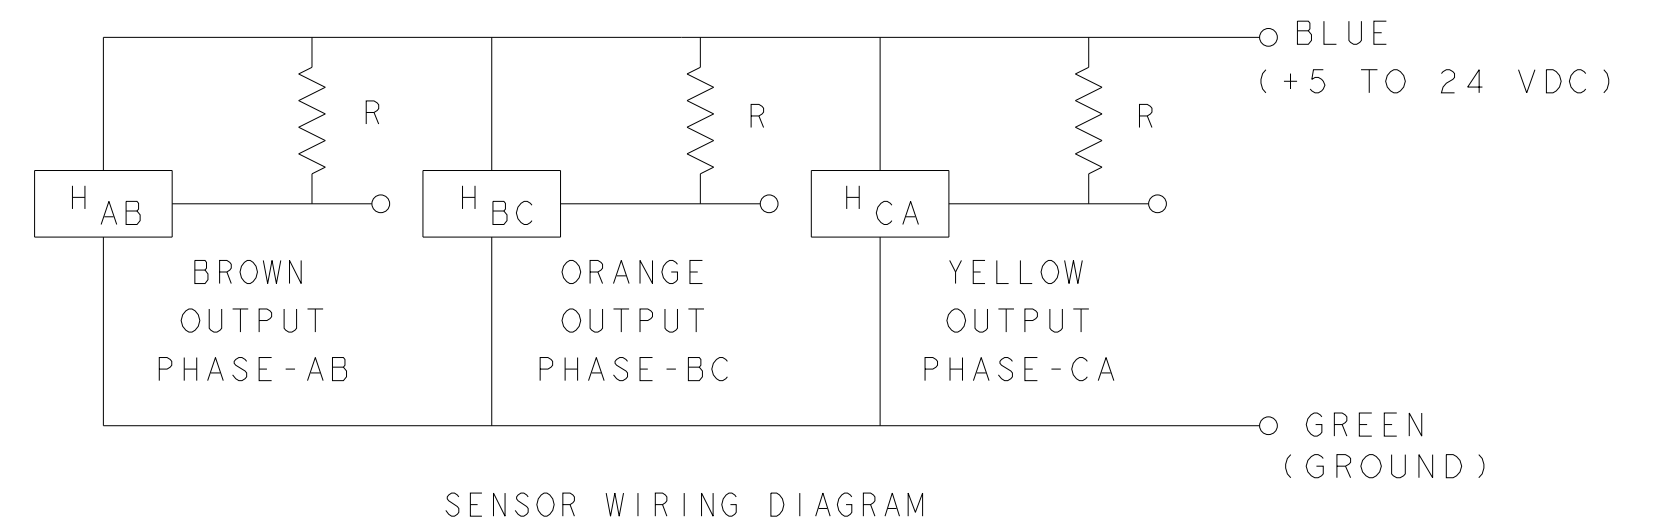 BLUE
(+5 TO 24 VDC)
R
R
R
H AB
H BC
H CA
BROWN
OUTPUT
PHASE-AB
ORANGE
OUTPUT
PHASE-BC
YELLOW
OUTPUT
PHASE-CA
GREEN
(GROUND)
SENSOR WIRING DIAGRAM